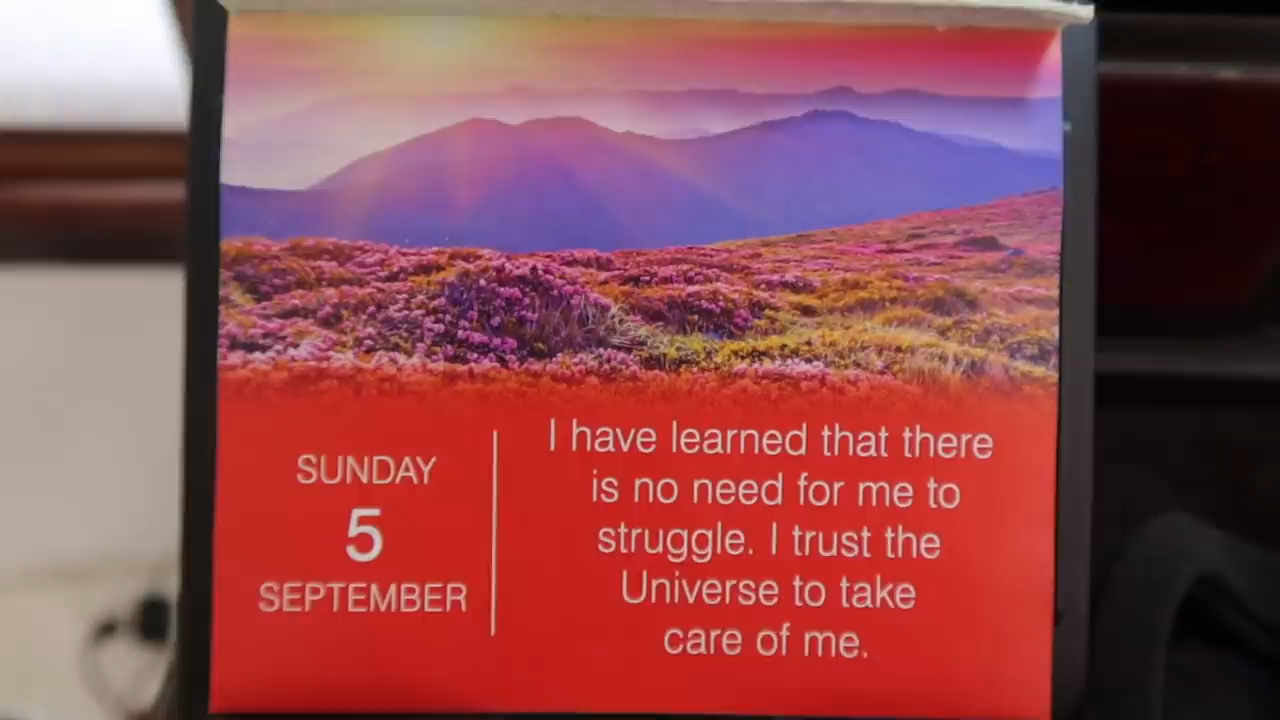 SUNDAY
5
SEPTEMBER
I have learned that there
is no need for me to
struggle. I trust the
Universe to take
care of me.